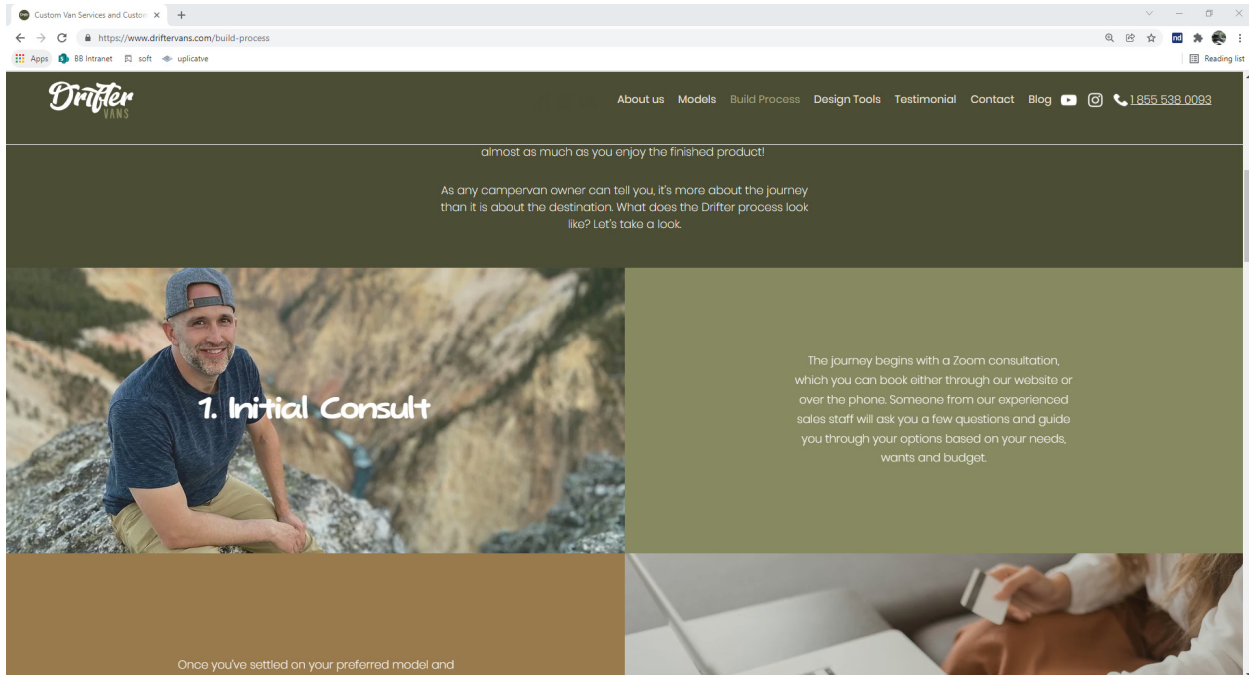 Custom Van Services and Custom
https://www.driftervans.com/build-process
nd
Apps
BB Intranet
soft
uplicatve
Reading list
Drifter
VANS
About us Models Build Process Design Tools Testimonial Contact Blog 1 855 538 0093
almost as much as you enjoy the finished product!
As any campervan owner can tell you, it's more about the journey
than it is about the destination. What does the Drifter process look
like? Let's take a look.
1. Initial Consult
The journey begins with a Zoom consultation,
which you can book either through our website or
over the phone. Someone from our experienced
sales staff will ask you a few questions and guide
you through your options based on your needs,
wants and budget.
Once you've settled on your preferred model and